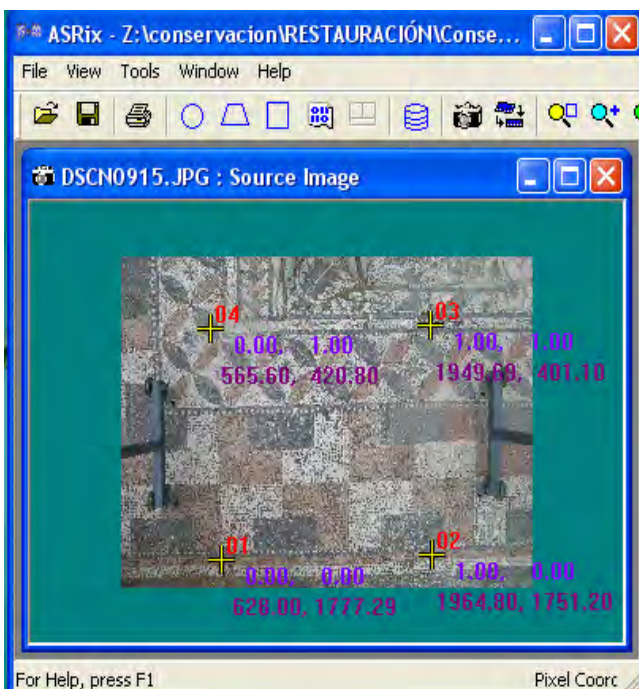 ASRix - Z:\conservacion\RESTAURACIÓN\Conse...
File View Tools Window Help
DSCN0915.JPG : Source Image
04
03
0.00, 1.00
1.00, 1.00
565.60, 420.80
1949.69, 401.10
01
02
0.00, 0.00
1.00, 0.00
626.00, 1777.29
1964.80, 1751.20
For Help, press F1
Pixel Coorc